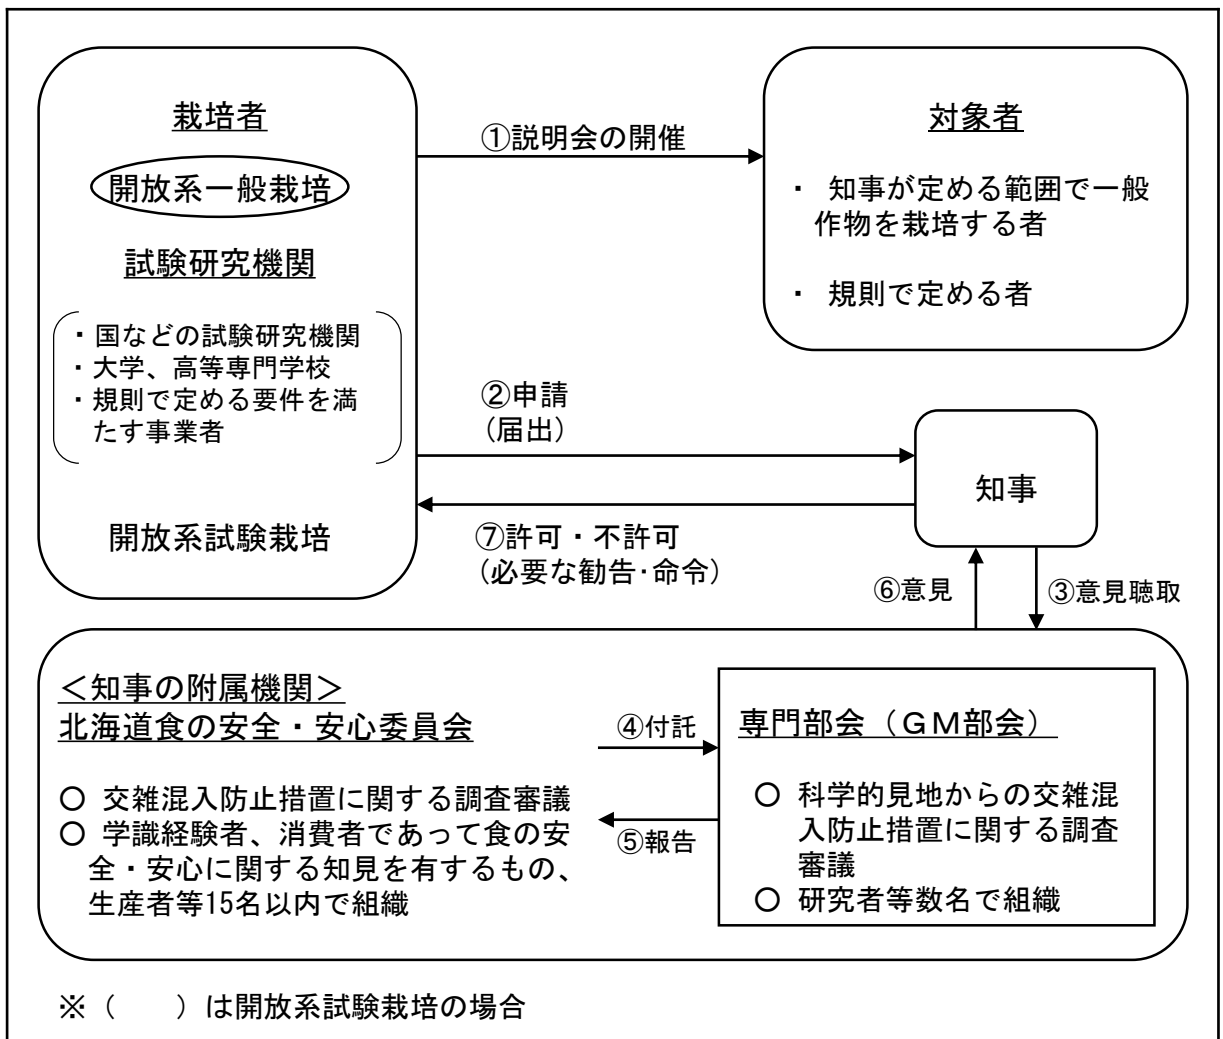 栽培者
開放系一般栽培
試験研究機関
・国などの試験研究機関
・大学、高等専門学校
・規則で定める要件を満
たす事業者
開放系試験栽培
①説明会の開催
対象者
・ 知事が定める範囲で一般
作物を栽培する者
・ 規則で定める者
②申請
(届出)
知事
⑦許可・不許可
(必要な勧告･命令)
⑥意見
③意見聴取
＜知事の附属機関＞
北海道食の安全・安心委員会
○ 交雑混入防止措置に関する調査審議
○ 学識経験者、消費者であって食の安
全・安心に関する知見を有するもの、
生産者等15名以内で組織
④付託
⑤報告
専門部会（ＧＭ部会）
○ 科学的見地からの交雑混
入防止措置に関する調査
審議
○ 研究者等数名で組織
※（　　）は開放系試験栽培の場合